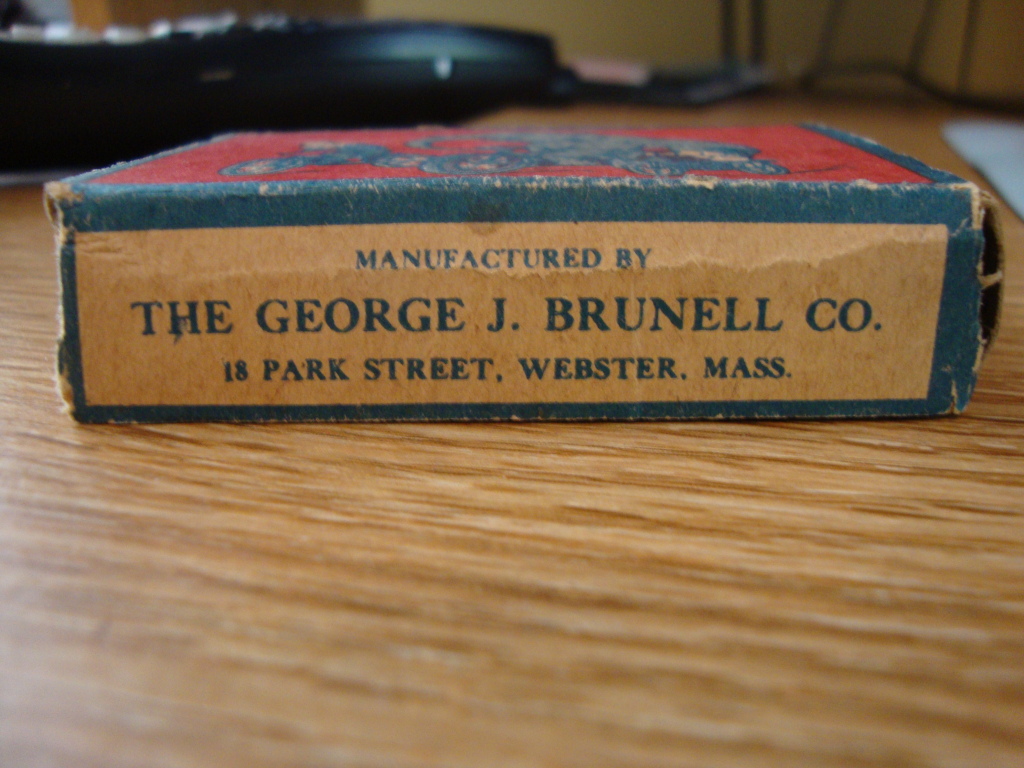 MANUFACTURED BY
THE GEORGE J. BRUNELL CO.
18 PARK STREET, WEBSTER. MASS.